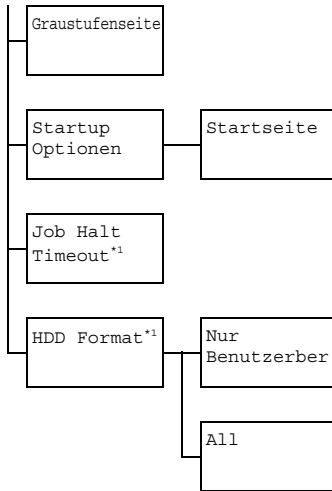 Graustufenseite
Startup
Optionen
Startseite
Job Halt
Timeout*1
HDD Format*1
Nur
Benutzerber
All